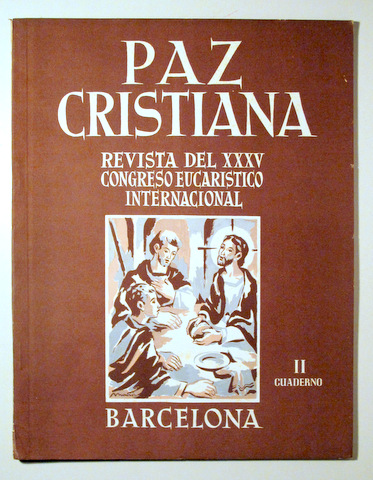 PAZ
CRISTIANA
REVISTA DEL XXXV
CONGRESO EUCARISTICO
INTERNACIONAL
II
CUADERNO
BARCELONA